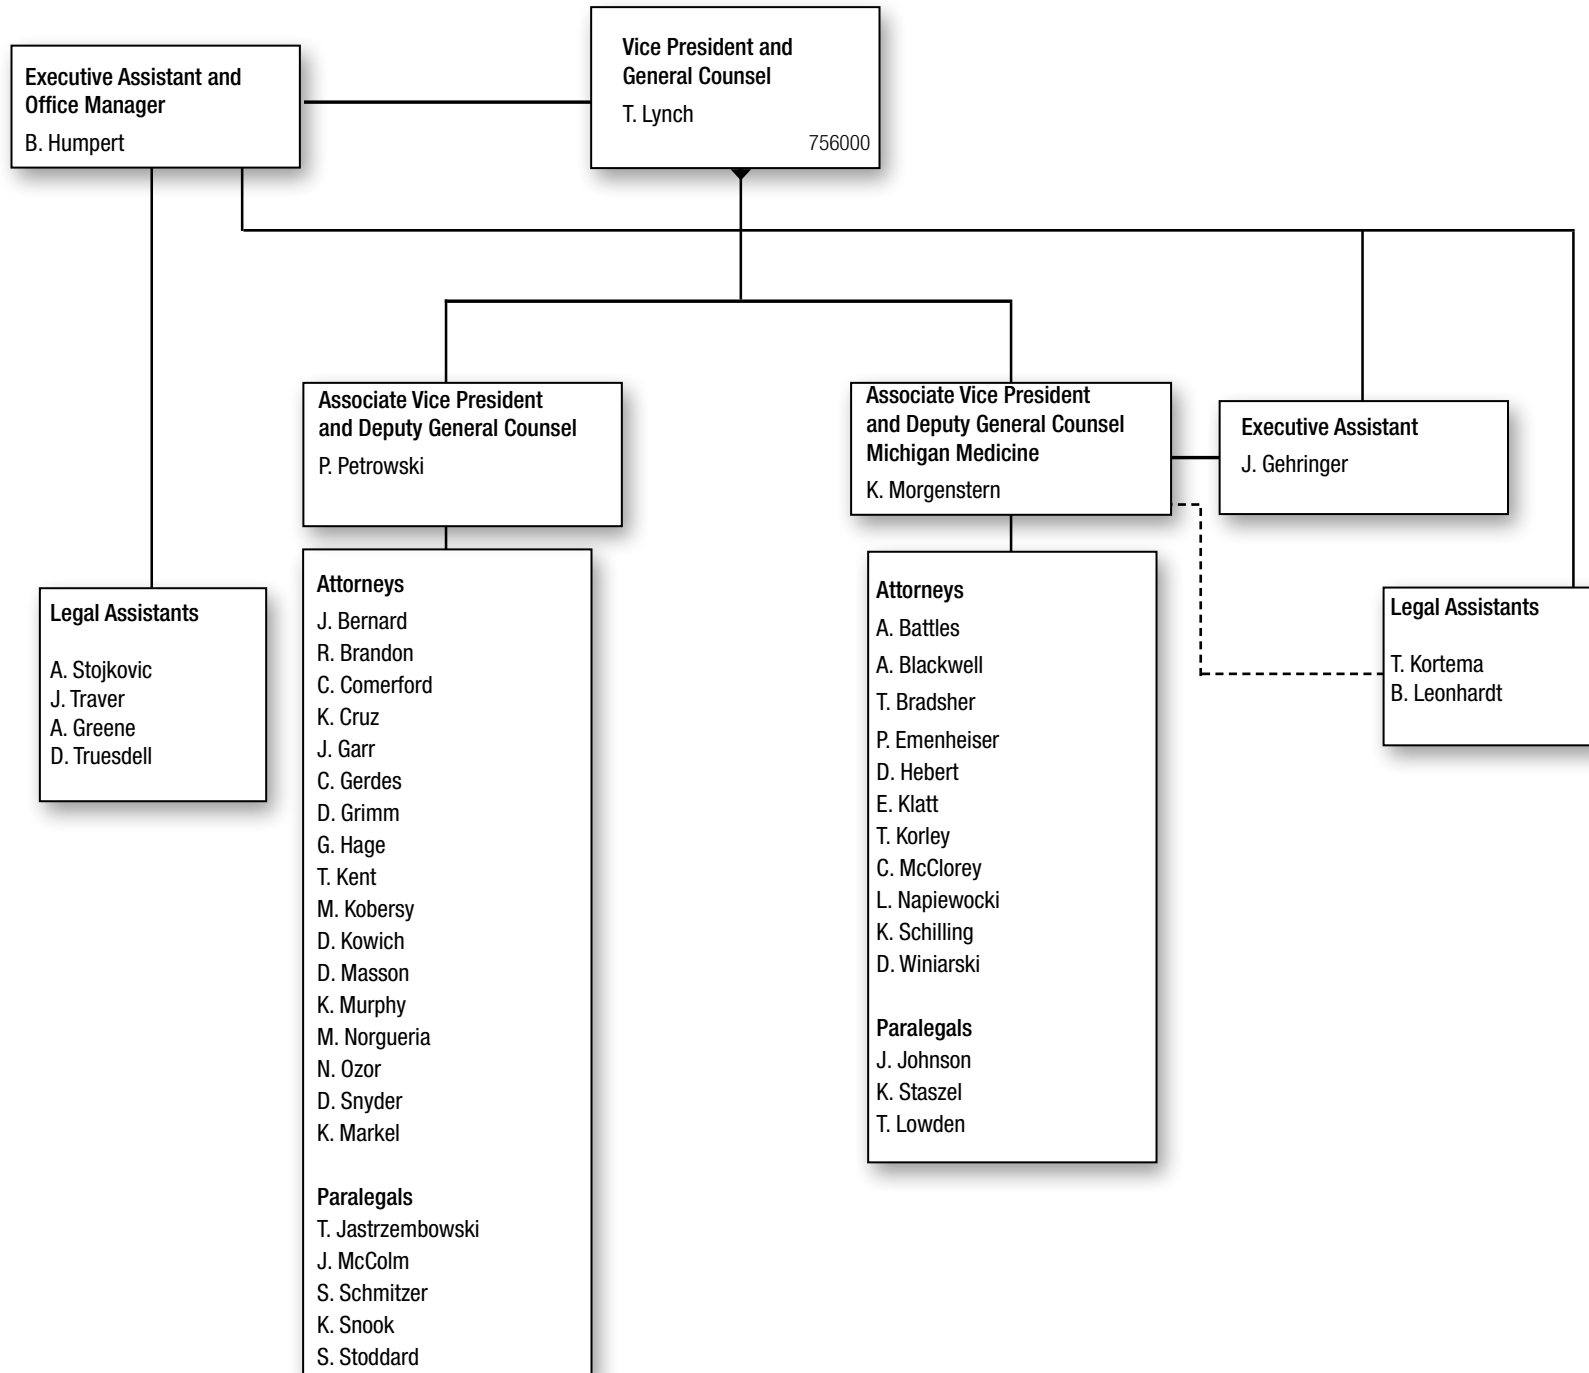 Executive Assistant and
Office Manager
B. Humpert
Vice President and
General Counsel
T. Lynch
756000
Associate Vice President
and Deputy General Counsel
P. Petrowski
Associate Vice President
and Deputy General Counsel
Michigan Medicine
K. Morgenstern
Executive Assistant
J. Gehringer
Legal Assistants
A. Stojkovic
J. Traver
A. Greene
D. Truesdell
Attorneys
J. Bernard
R. Brandon
C. Comerford
K. Cruz
J. Garr
C. Gerdes
D. Grimm
G. Hage
T. Kent
M. Kobersy
D. Kowich
D. Masson
K. Murphy
M. Norgueria
N. Ozor
D. Snyder
K. Markel
Paralegals
T. Jastrzembowski
J. McColm
S. Schmitzer
K. Snook
S. Stoddard
Attorneys
A. Battles
A. Blackwell
T. Bradsher
P. Emenheiser
D. Hebert
E. Klatt
T. Korley
C. McClorey
L. Napiewocki
K. Schilling
D. Winiarski
Paralegals
J. Johnson
K. Staszel
T. Lowden
Legal Assistants
T. Kortema
B. Leonhardt